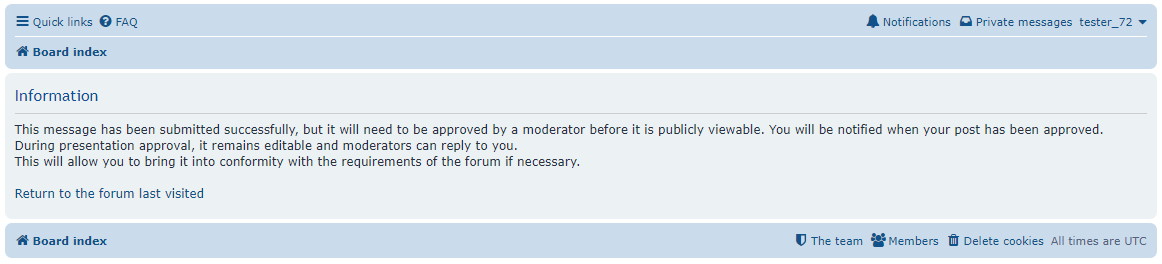 Quick links FAQ Notifications Private messages tester_72
Board index
Information
This message has been submitted successfully, but it will need to be approved by a moderator before it is publicly viewable. You will be notified when your post has been approved.
During presentation approval, it remains editable and moderators can reply to you.
This will allow you to bring it into conformity with the requirements of the forum if necessary.
Return to the forum last visited
Board index The team Members Delete cookies All times are UTC